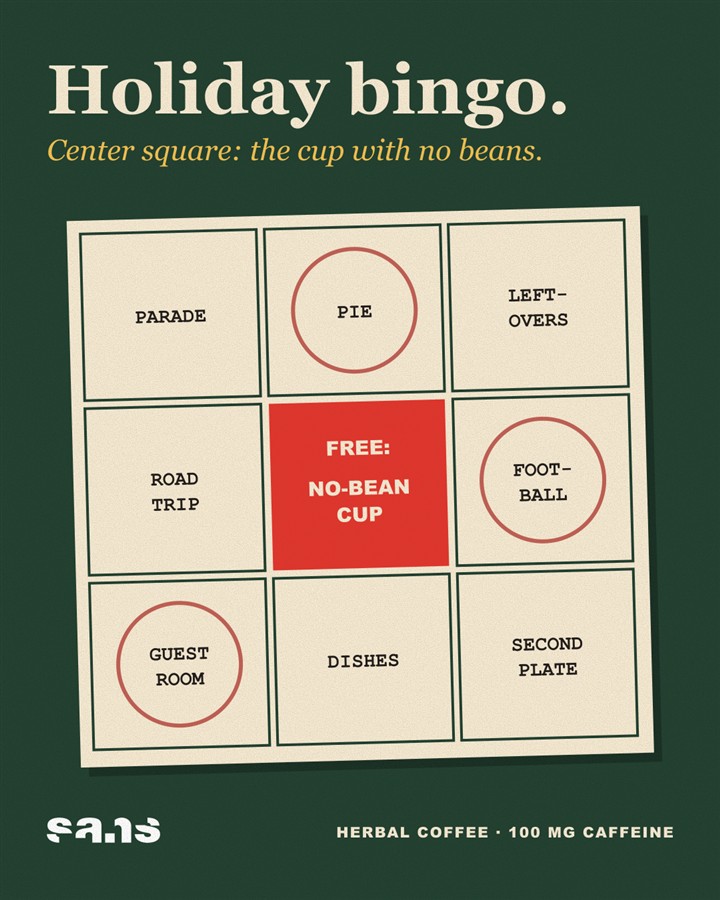 Holiday bingo.
Center square: the cup with no beans.
PARADE
PIE
LEFT-
OVERS
ROAD
TRIP
FREE:
NO-BEAN
CUP
FOOT-
BALL
GUEST
ROOM
DISHES
SECOND
PLATE
sans
HERBAL COFFEE · 100 MG CAFFEINE